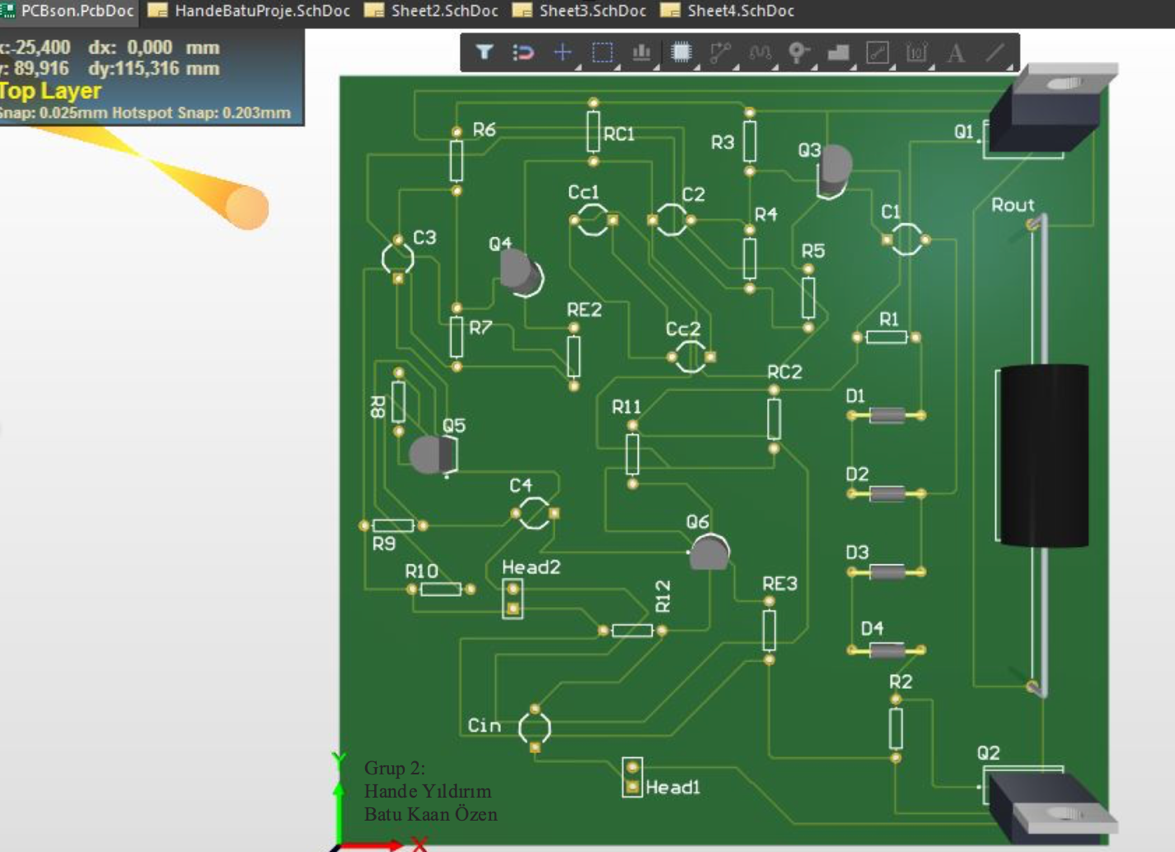 PCBson.PcbDoc HandeBatuProje.SchDoc Sheet2.SchDoc Sheet3.SchDoc Sheet4.SchDoc
x:-25,400 dx: 0,000 mm
y: 89,916 dy:115,316 mm
Top Layer
Snap: 0.025mm Hotspot Snap: 0.203mm
R6
RC1
R3
Q3
Q1
Cc1
C2
R4
C1
Rout
C3
Q4
R5
RE2
R7
Cc2
R1
RC2
D1
R8
R11
Q5
D2
C4
Q6
R9
D3
R10
Head2
R12
RE3
D4
R2
Cin
Q2
Head1
Y
Grup 2:
Hande Yıldırım
Batu Kaan Özen
X